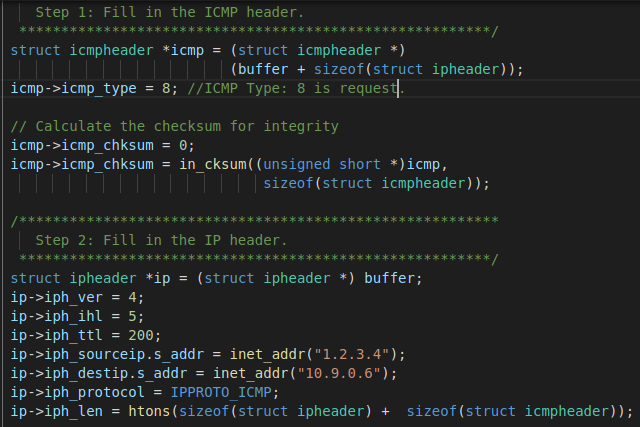 Step 1: Fill in the ICMP header.
*********************************************************/
struct icmpheader *icmp = (struct icmpheader *)
(buffer + sizeof(struct ipheader));
icmp->icmp_type = 8; //ICMP Type: 8 is request.
// Calculate the checksum for integrity
icmp->icmp_chksum = 0;
icmp->icmp_chksum = in_cksum((unsigned short *)icmp,
sizeof(struct icmpheader));
/**********************************************************
Step 2: Fill in the IP header.
*********************************************************/
struct ipheader *ip = (struct ipheader *) buffer;
ip->iph_ver = 4;
ip->iph_ihl = 5;
ip->iph_ttl = 200;
ip->iph_sourceip.s_addr = inet_addr("1.2.3.4");
ip->iph_destip.s_addr = inet_addr("10.9.0.6");
ip->iph_protocol = IPPROTO_ICMP;
ip->iph_len = htons(sizeof(struct ipheader) +  sizeof(struct icmpheader));